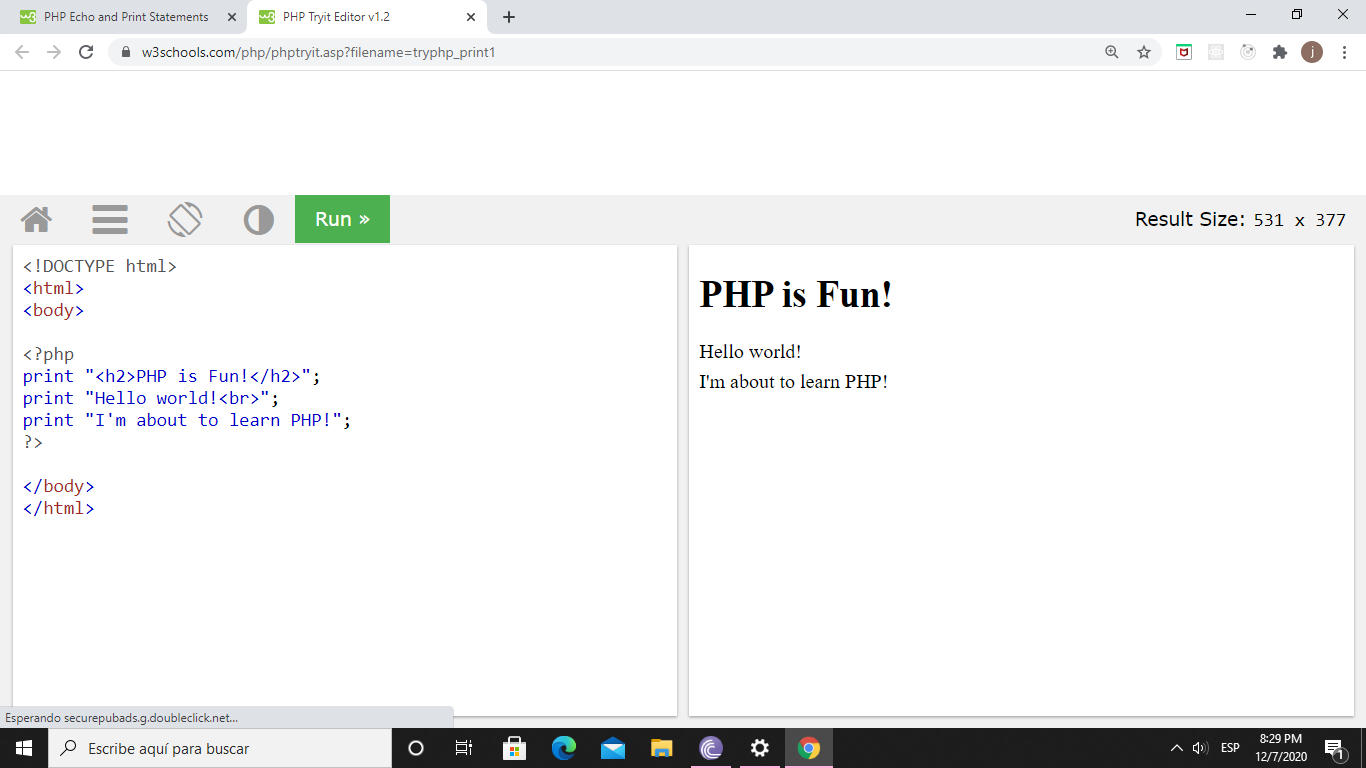 PHP Echo and Print Statements
PHP Tryit Editor v1.2
w3schools.com/php/phptryit.asp?filename=tryphp_print1
j
Run »
Result Size: 531 x 377
<!DOCTYPE html>
<html>
<body>
<?php
print "<h2>PHP is Fun!</h2>";
print "Hello world!<br>";
print "I'm about to learn PHP!";
?>
</body>
</html>
PHP is Fun!
Hello world!
I'm about to learn PHP!
Esperando securepubads.g.doubleclick.net...
Escribe aquí para buscar
ESP
8:29 PM
12/7/2020
1